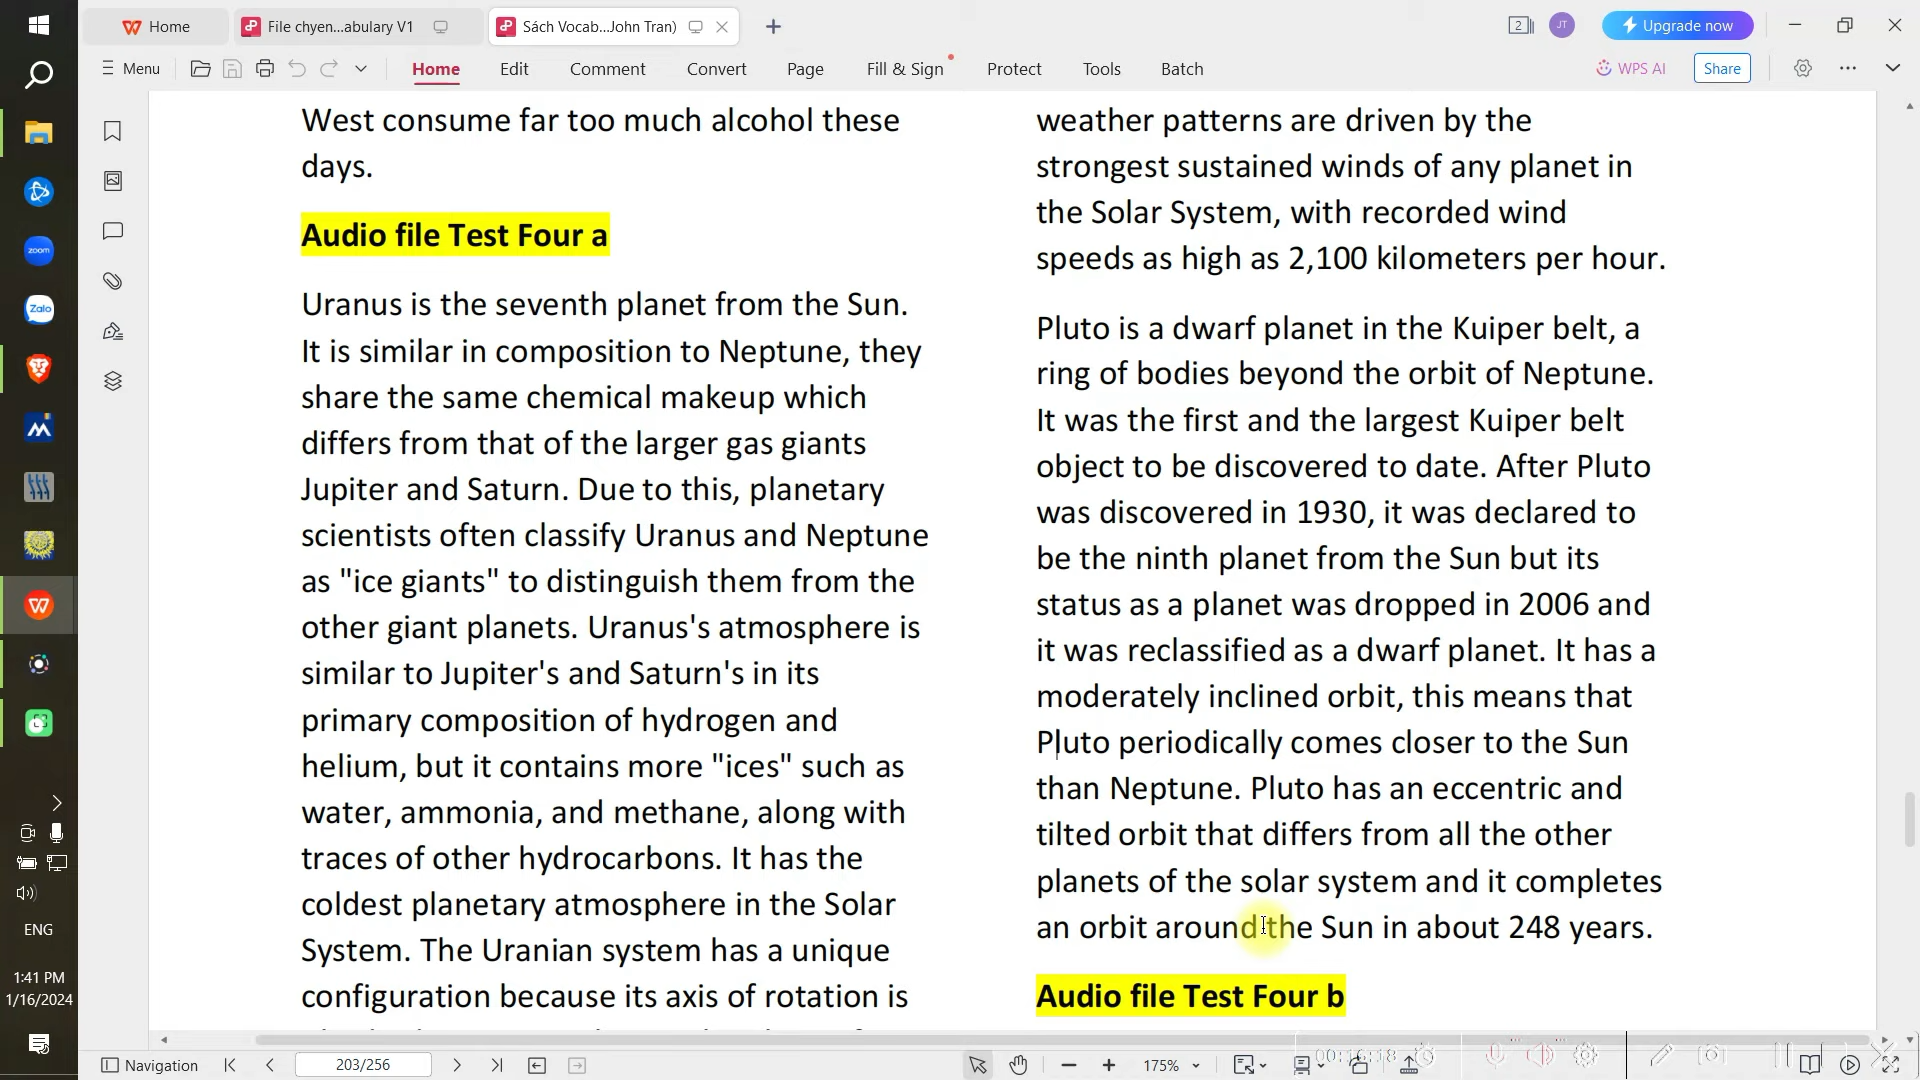 Home
File chyen...abulary V1
Sách Vocab...John Tran)
2
JT
Upgrade now
Menu
Home
Edit
Comment
Convert
Page
Fill & Sign
Protect
Tools
Batch
WPS AI
Share
West consume far too much alcohol these
days.
Audio file Test Four a
Uranus is the seventh planet from the Sun.
It is similar in composition to Neptune, they
share the same chemical makeup which
differs from that of the larger gas giants
Jupiter and Saturn. Due to this, planetary
scientists often classify Uranus and Neptune
as "ice giants" to distinguish them from the
other giant planets. Uranus's atmosphere is
similar to Jupiter's and Saturn's in its
primary composition of hydrogen and
helium, but it contains more "ices" such as
water, ammonia, and methane, along with
traces of other hydrocarbons. It has the
coldest planetary atmosphere in the Solar
System. The Uranian system has a unique
configuration because its axis of rotation is
weather patterns are driven by the
strongest sustained winds of any planet in
the Solar System, with recorded wind
speeds as high as 2,100 kilometers per hour.
Pluto is a dwarf planet in the Kuiper belt, a
ring of bodies beyond the orbit of Neptune.
It was the first and the largest Kuiper belt
object to be discovered to date. After Pluto
was discovered in 1930, it was declared to
be the ninth planet from the Sun but its
status as a planet was dropped in 2006 and
it was reclassified as a dwarf planet. It has a
moderately inclined orbit, this means that
Pluto periodically comes closer to the Sun
than Neptune. Pluto has an eccentric and
tilted orbit that differs from all the other
planets of the solar system and it completes
an orbit around the Sun in about 248 years.
Audio file Test Four b
zoom
Zalo
ENG
1:41 PM
1/16/2024
Navigation
203/256
175%
00:16:18